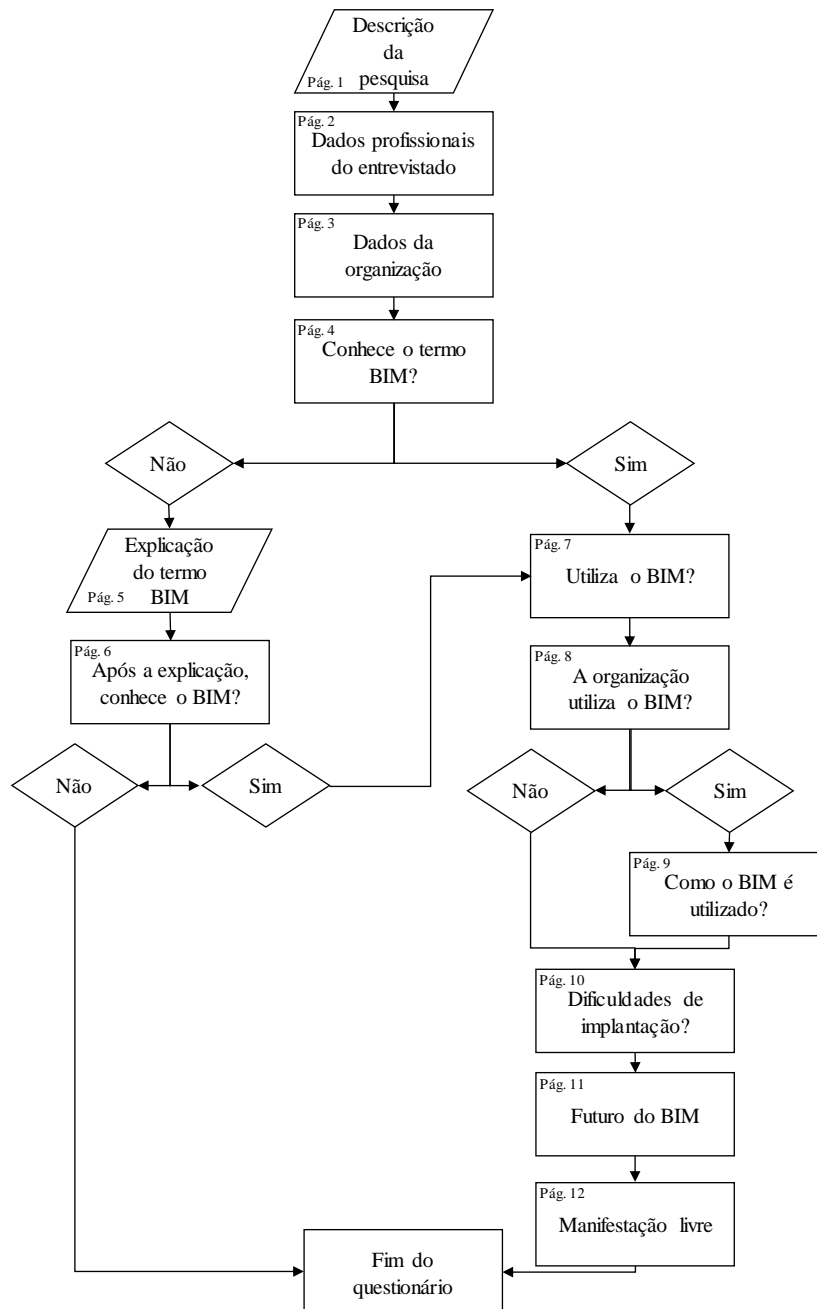 Descrição
da
pesquisa
Pág. 1
Pág. 2
Dados profissionais
do entrevistado
Pág. 3
Dados da
organização
Pág. 4
Conhece o termo
BIM?
Não
Sim
Explicação
do termo
BIM
Pág. 5
Pág. 6
Após a explicação,
conhece o BIM?
Não
Sim
Pág. 7
Utiliza o BIM?
Pág. 8
A organização
utiliza o BIM?
Não
Sim
Pág. 9
Como o BIM é
utilizado?
Pág. 10
Dificuldades de
implantação?
Pág. 11
Futuro do BIM
Pág. 12
Manifestação livre
Fim do
questionário